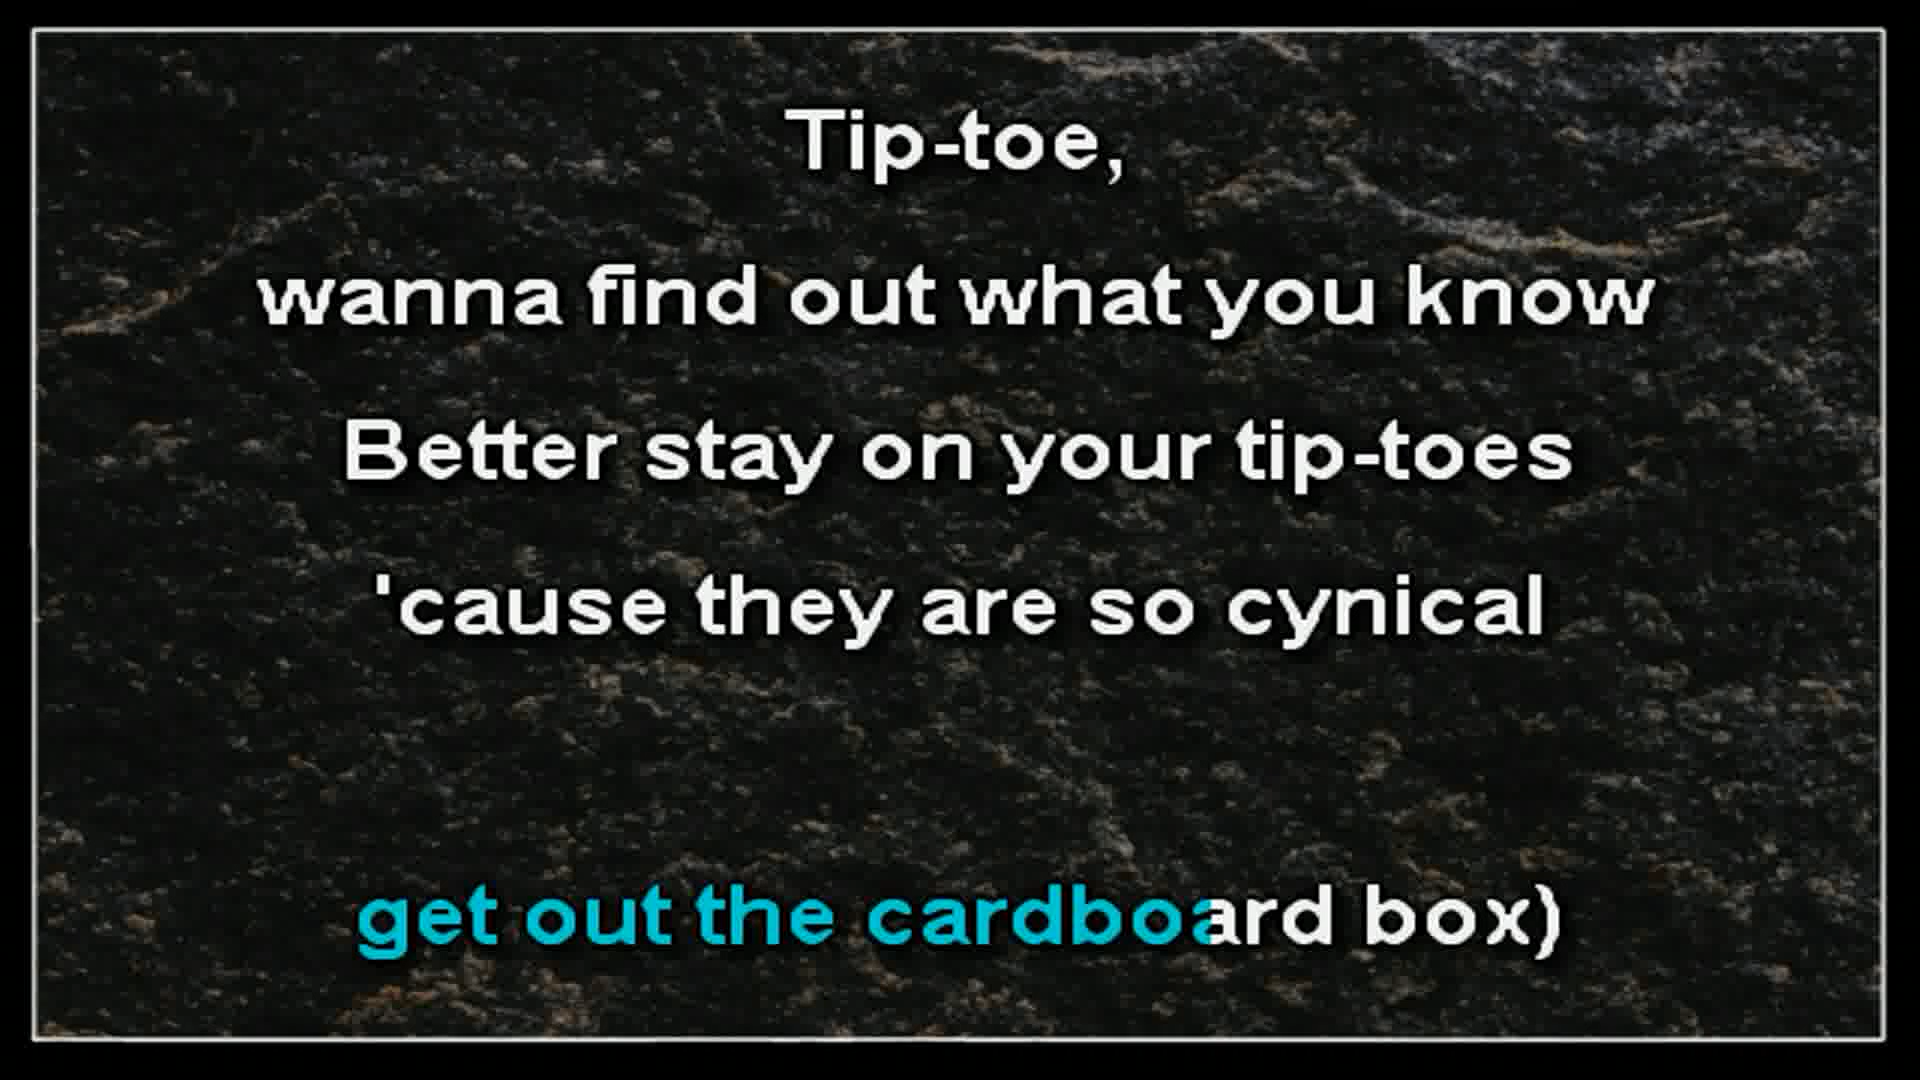 Tip-toe,
wanna find out what you know
Better stay on your tip-toes
'cause they are so cynical
get out the cardboard box)